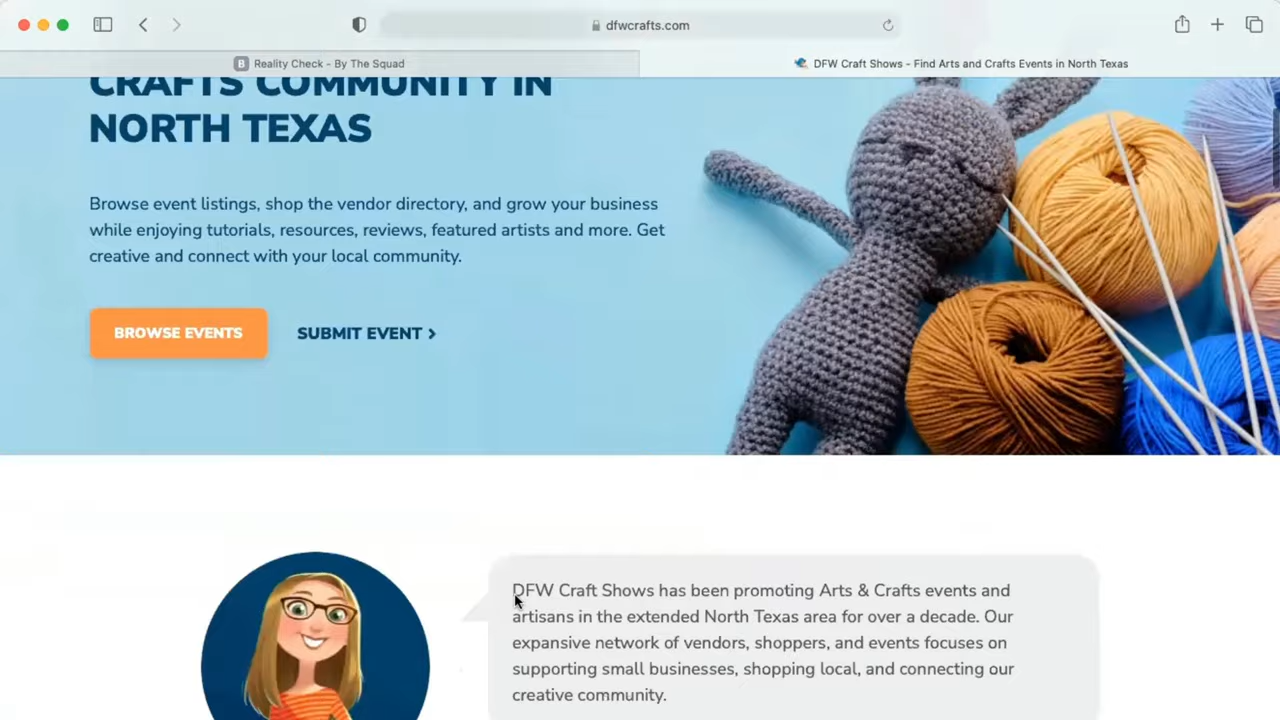 dfwcrafts.com
B Reality Check - By The Squad
DFW Craft Shows - Find Arts and Crafts Events in North Texas
CRAFTS COMMUNITY IN
NORTH TEXAS
Browse event listings, shop the vendor directory, and grow your business
while enjoying tutorials, resources, reviews, featured artists and more. Get
creative and connect with your local community.
BROWSE EVENTS
SUBMIT EVENT >
DFW Craft Shows has been promoting Arts & Crafts events and
artisans in the extended North Texas area for over a decade. Our
expansive network of vendors, shoppers, and events focuses on
supporting small businesses, shopping local, and connecting our
creative community.